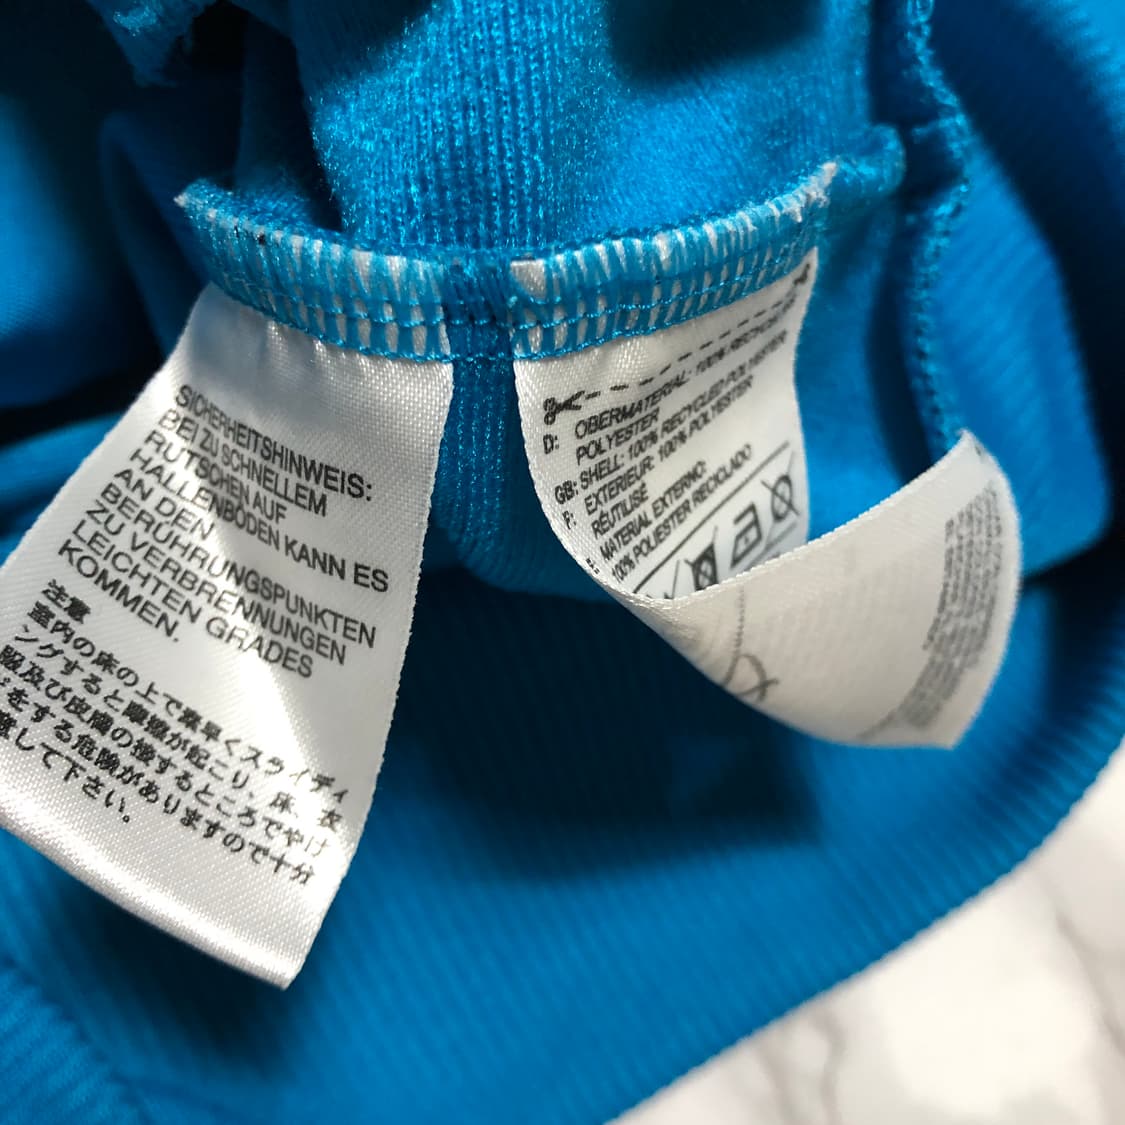 SICHERHEITSHINWEIS:
BEI ZU SCHNELLEM
RUTSCHEN AUF
HALLENBÖDEN KANN ES
AN DEN
BERÜHRUNGSPUNKTEN
ZU VERBRENNUNGEN
LEICHTEN GRADES
KOMMEN.
注意
室内の床の上で素早くスライディ
ングすると摩擦が起こり、床、衣
服及び皮膚の接するところでやけ
をする危険がありますので十分
して下さい。
D: OBERMATERIAL: 100% RECYCLED
POLYESTER
GB: SHELL: 100% RECYCLED POLYESTER
F: EXTERIEUR: 100% POLYESTER
RÉUTILISÉ
MATERIAL EXTERNO:
100% POLIESTER RECICLADO